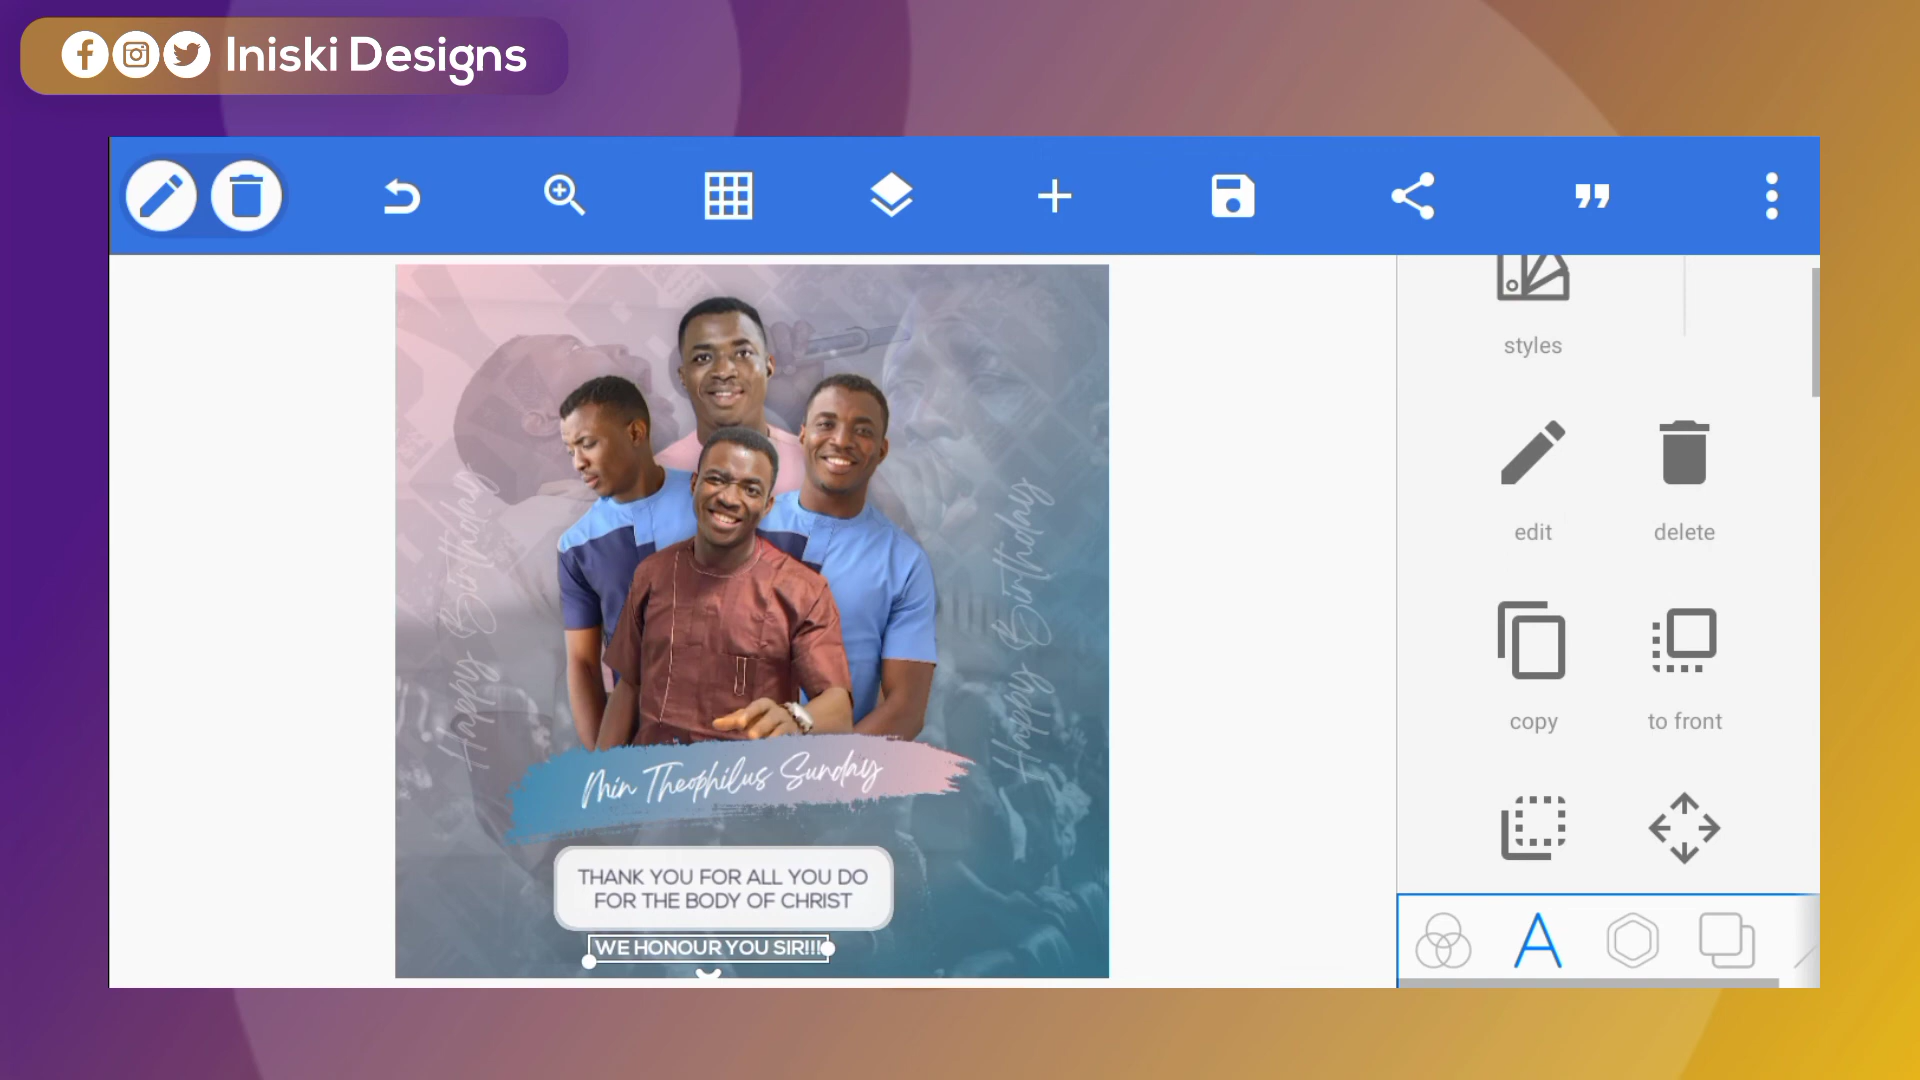 Iniski Designs
styles
edit
delete
copy
to front
Happy Birthday
Happy Birthday
Min Theophilus Sunday
THANK YOU FOR ALL YOU DO
FOR THE BODY OF CHRIST
WE HONOUR YOU SIR!!!